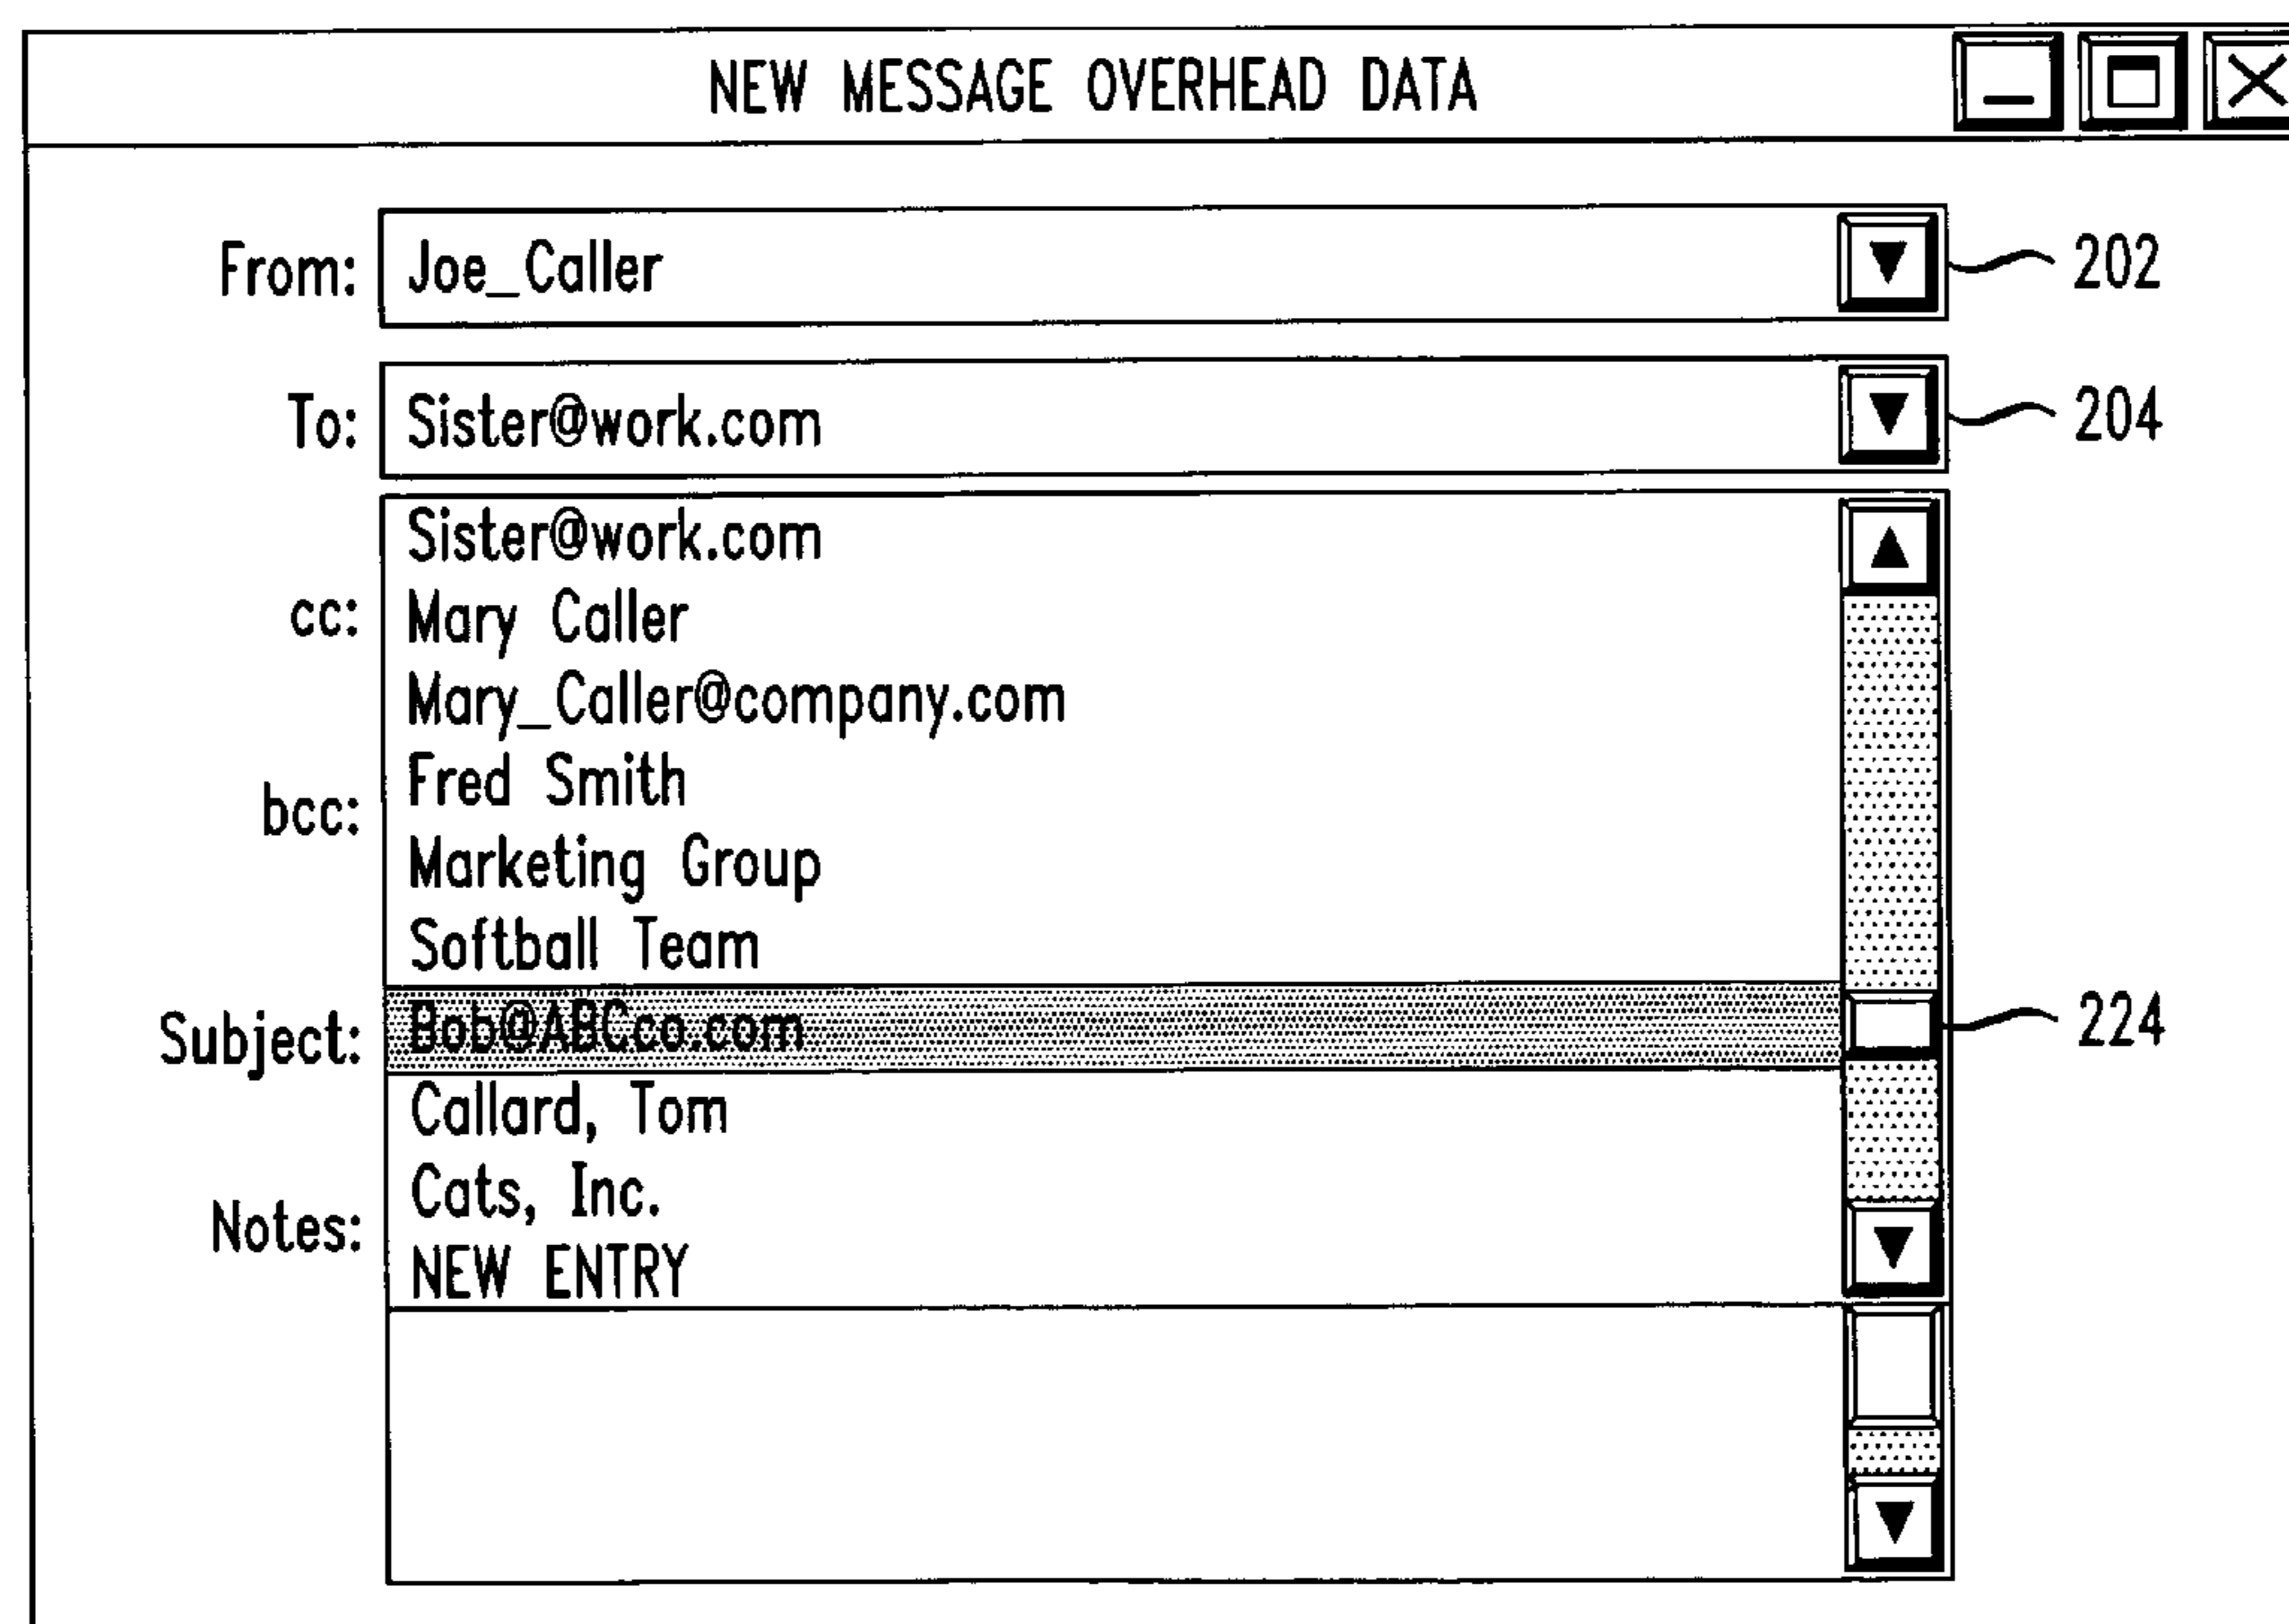 NEW MESSAGE OVERHEAD DATA
From: Joe_Caller 202
To: Sister@work.com 204
Sister@work.com
cc: Mary Caller
Mary_Caller@company.com
Fred Smith
bcc:
Marketing Group
Softball Team
Subject: Bob@ABCco.com 224
Callard, Tom
Cats, Inc.
Notes:
NEW ENTRY